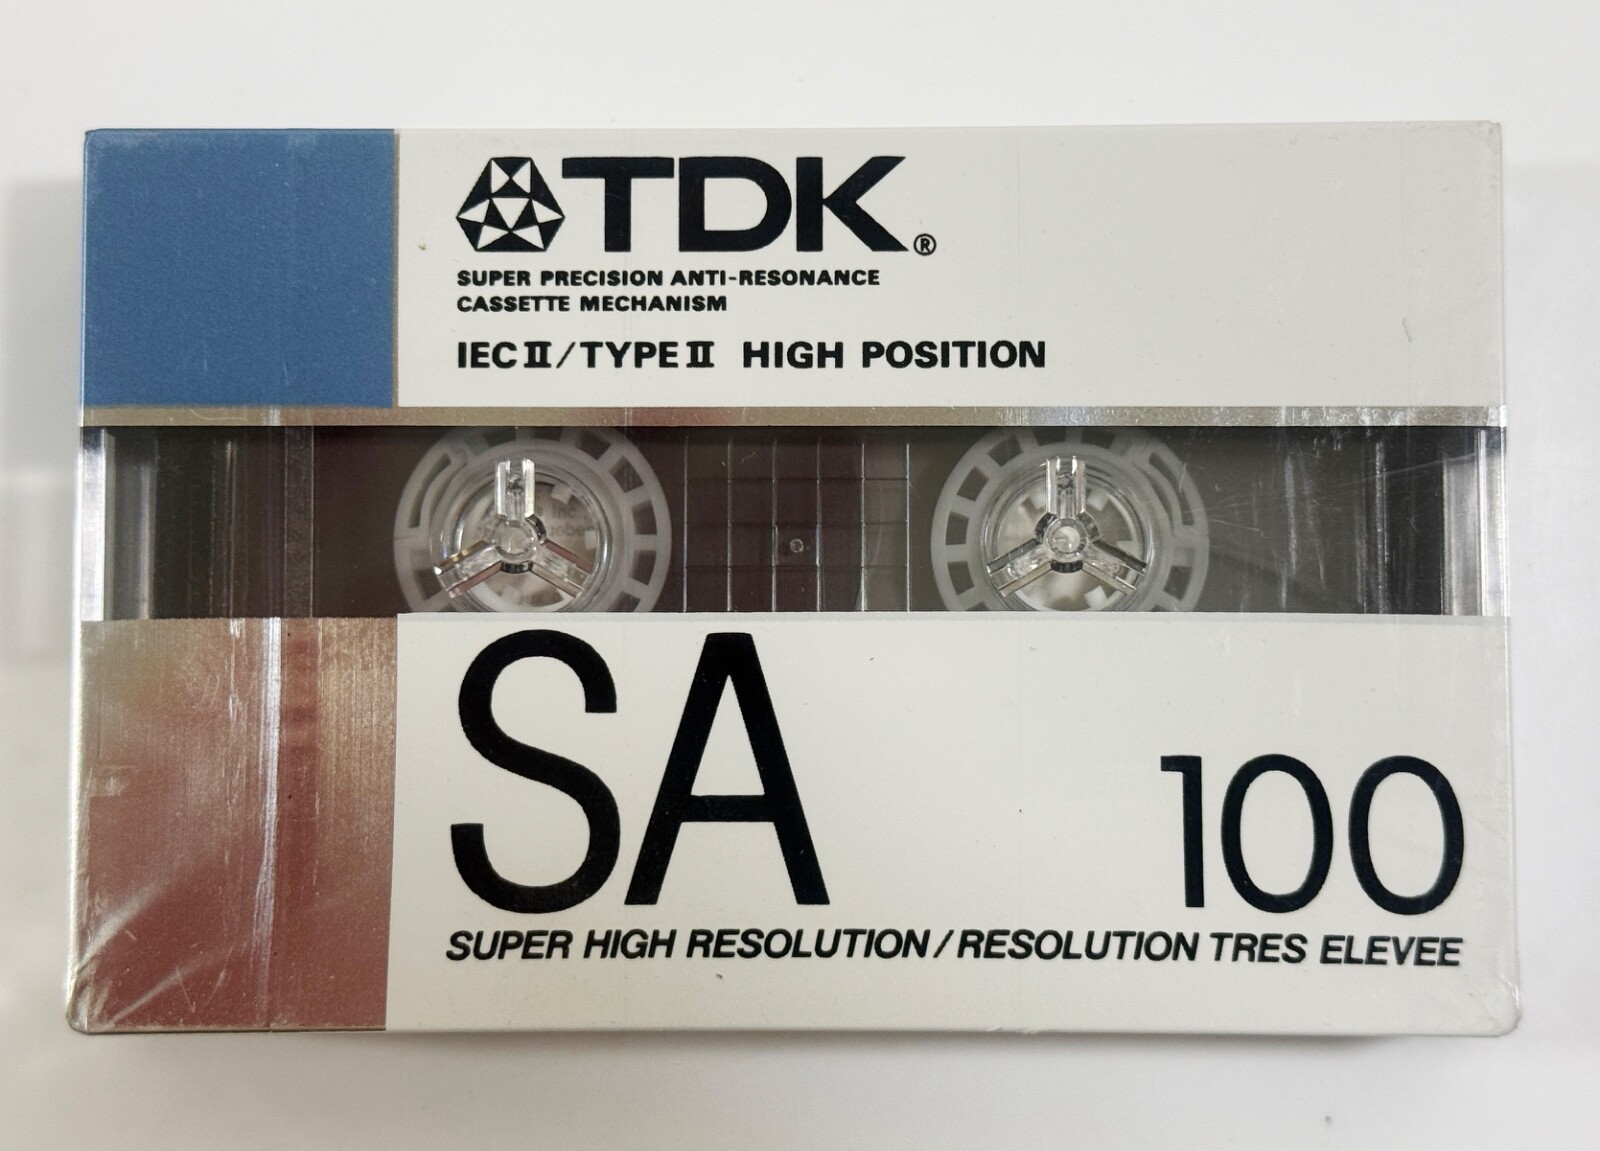 TDK®
SUPER PRECISION ANTI-RESONANCE
CASSETTE MECHANISM
IEC II/TYPE II HIGH POSITION
SA
100
SUPER HIGH RESOLUTION/RESOLUTION TRES ELEVEE